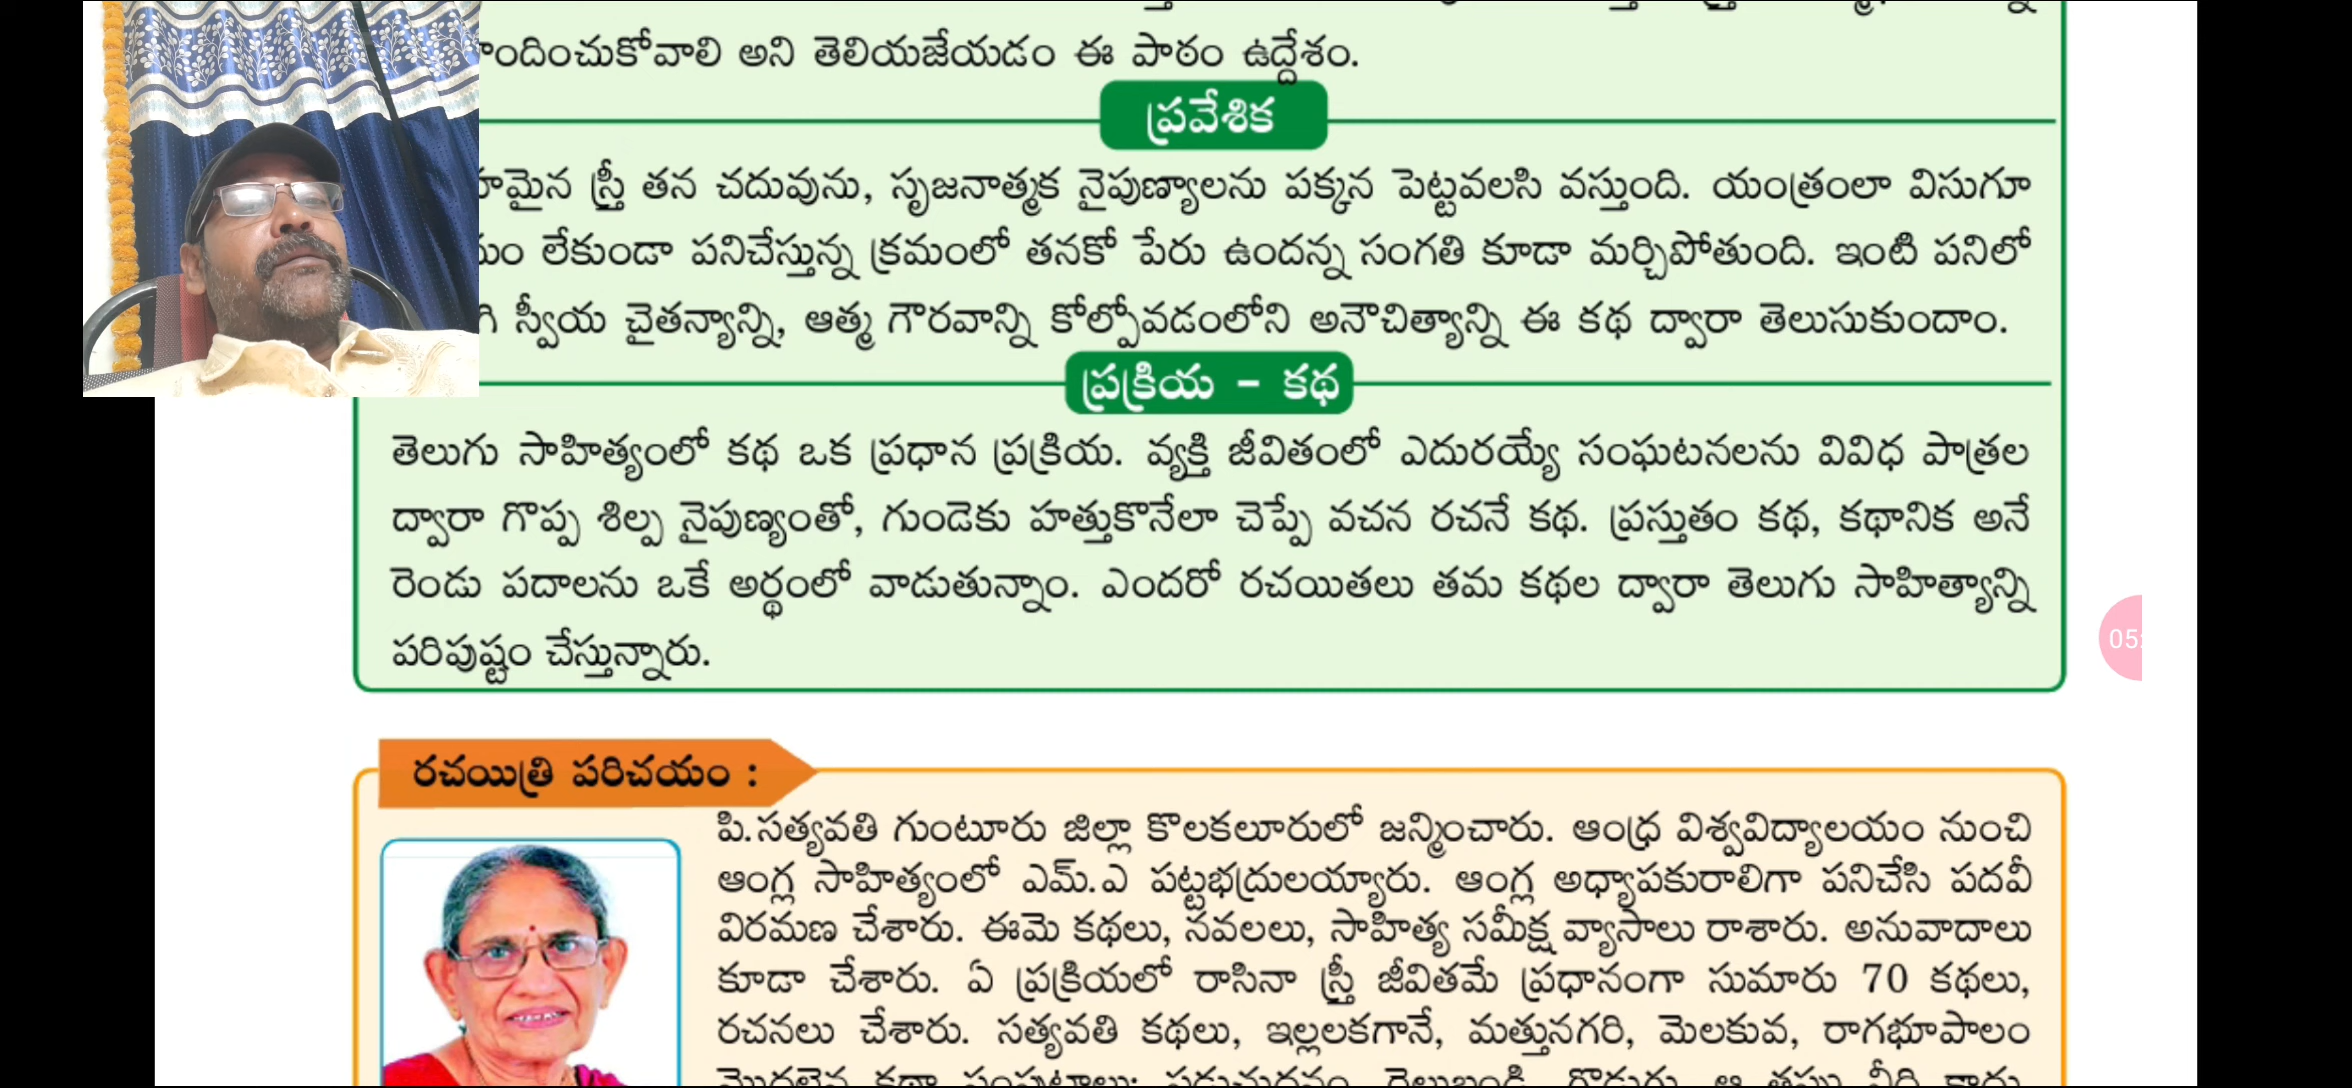 ందించుకోవాలి అని తెలియజేయడం ఈ పాఠం ఉద్దేశం.
ప్రవేశిక
స్త్రీ తన చదువును, సృజనాత్మక నైపుణ్యాలను పక్కన పెట్టవలసి వస్తుంది. యంత్రంలా విసుగూ
లేకుండా పనిచేస్తున్న క్రమంలో తనకో పేరు ఉందన్న సంగతి కూడా మర్చిపోతుంది. ఇంటి పనిలో
స్వీయ చైతన్యాన్ని, ఆత్మ గౌరవాన్ని కోల్పోవడంలోని అనౌచిత్యాన్ని ఈ కథ ద్వారా తెలుసుకుందాం.
ప్రక్రియ - కథ
తెలుగు సాహిత్యంలో కథ ఒక ప్రధాన ప్రక్రియ. వ్యక్తి జీవితంలో ఎదురయ్యే సంఘటనలను వివిధ పాత్రల
ద్వారా గొప్ప శిల్ప నైపుణ్యంతో, గుండెకు హత్తుకొనేలా చెప్పే వచన రచనే కథ. ప్రస్తుతం కథ, కథానిక అనే
రెండు పదాలను ఒకే అర్థంలో వాడుతున్నాం. ఎందరో రచయితలు తమ కథల ద్వారా తెలుగు సాహిత్యాన్ని
పరిపుష్టం చేస్తున్నారు.
05:
రచయిత్రి పరిచయం :
పి.సత్యవతి గుంటూరు జిల్లా కొలకలూరులో జన్మించారు. ఆంధ్ర విశ్వవిద్యాలయం నుంచి
ఆంగ్ల సాహిత్యంలో ఎమ్.ఎ పట్టభద్రులయ్యారు. ఆంగ్ల అధ్యాపకురాలిగా పనిచేసి పదవీ
విరమణ చేశారు. ఈమె కథలు, నవలలు, సాహిత్య సమీక్ష వ్యాసాలు రాశారు. అనువాదాలు
కూడా చేశారు. ఏ ప్రక్రియలో రాసినా స్త్రీ జీవితమే ప్రధానంగా సుమారు 70 కథలు,
రచనలు చేశారు. సత్యవతి కథలు, ఇల్లలకగానే, మత్తునగరి, మెలకువ, రాగభూపాలం